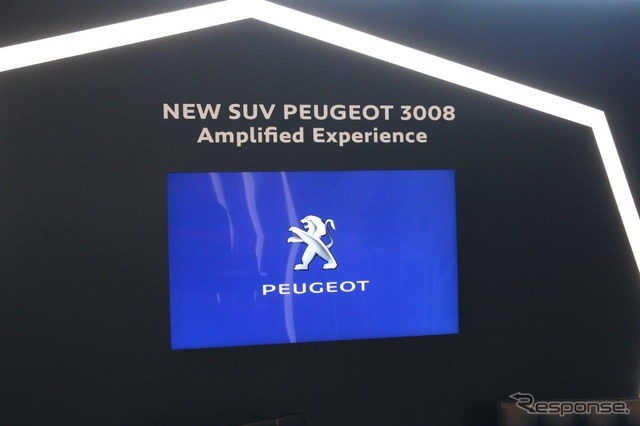 NEW SUV PEUGEOT 3008
Amplified Experience
PEUGEOT
Response.